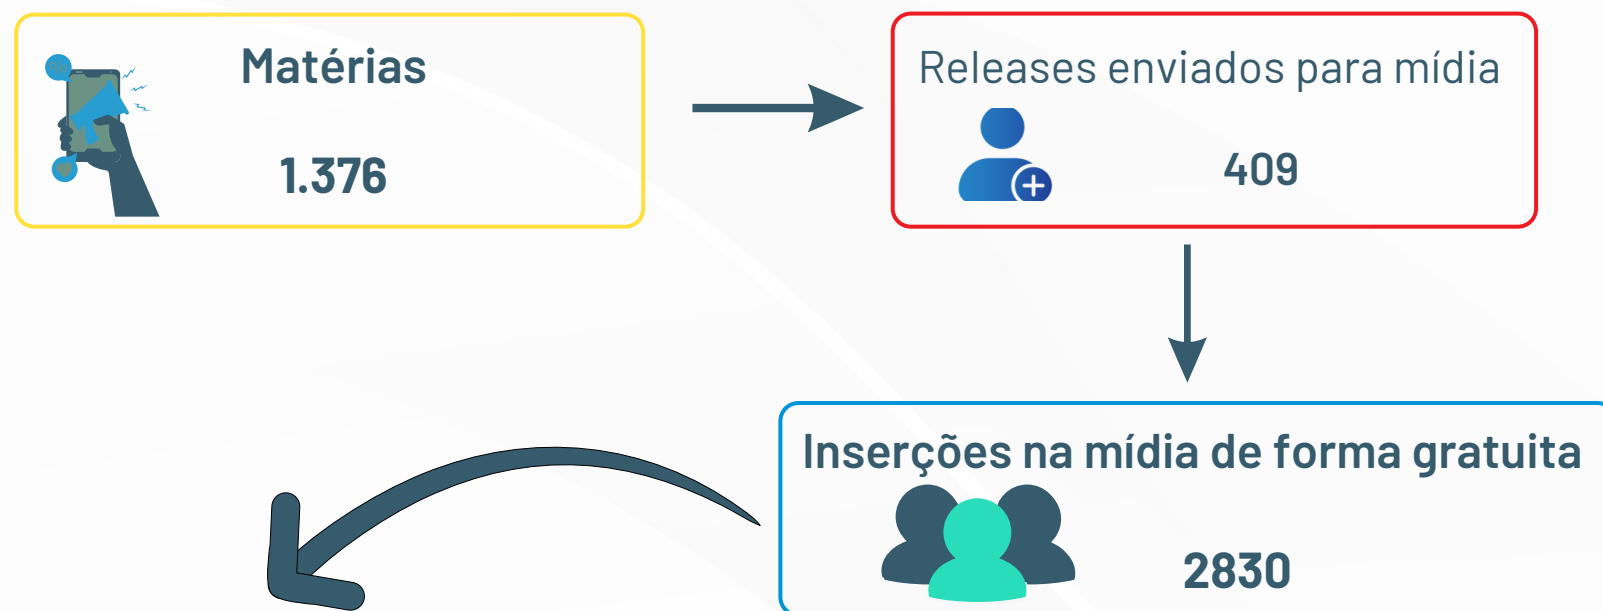 Matérias
1.376
Releases enviados para mídia
409
Inserções na mídia de forma gratuita
2830